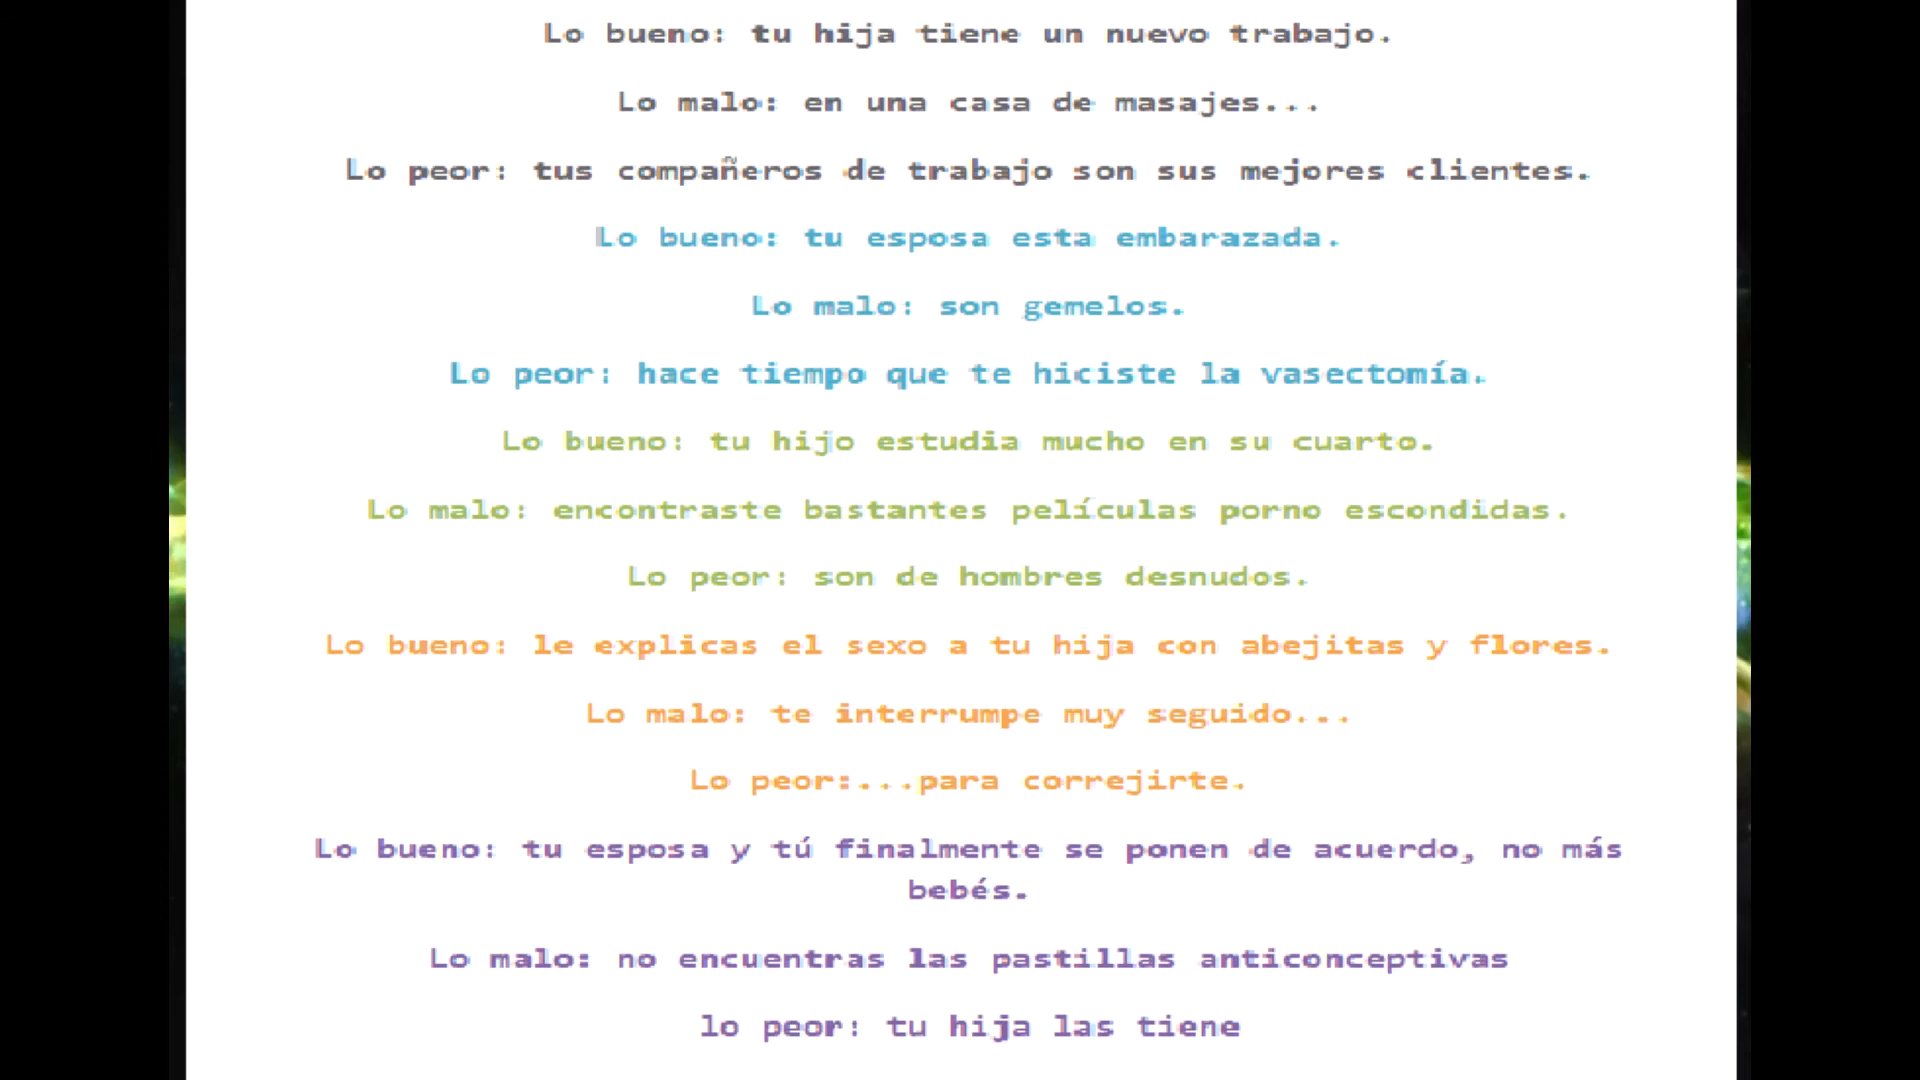 Lo bueno: tu hija tiene un nuevo trabajo.
Lo malo: en una casa de masajes...
Lo peor: tus compañeros de trabajo son sus mejores clientes.
Lo bueno: tu esposa esta embarazada.
Lo malo: son gemelos.
Lo peor: hace tiempo que te hiciste la vasectomía.
Lo bueno: tu hijo estudia mucho en su cuarto.
Lo malo: encontraste bastantes películas porno escondidas.
Lo peor: son de hombres desnudos.
Lo bueno: le explicas el sexo a tu hija con abejitas y flores.
Lo malo: te interrumpe muy seguido...
Lo peor:...para correjirte.
Lo bueno: tu esposa y tú finalmente se ponen de acuerdo, no más
bebés.
Lo malo: no encuentras las pastillas anticonceptivas
lo peor: tu hija las tiene